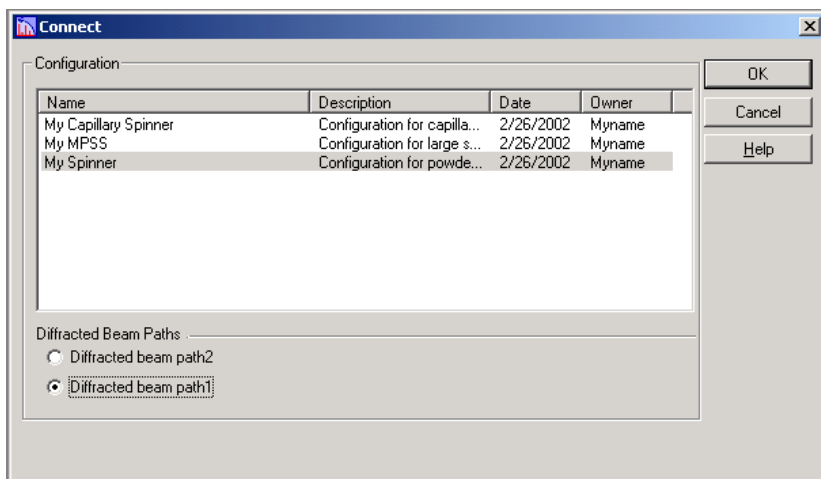 Connect
Configuration
OK
Cancel
Help
Name Description Date Owner
My Capillary Spinner Configuration for capilla... 2/26/2002 Myname
My MPSS Configuration for large s... 2/26/2002 Myname
My Spinner Configuration for powde... 2/26/2002 Myname
Diffracted Beam Paths
Diffracted beam path2
Diffracted beam path1